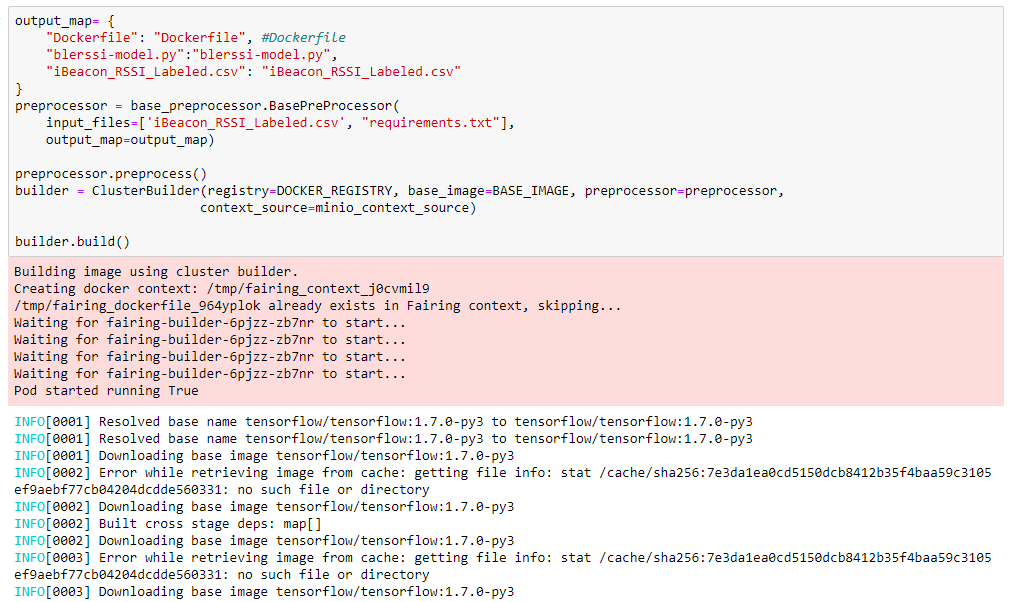 output_map= {
    "Dockerfile": "Dockerfile", #Dockerfile
    "blerssi-model.py":"blerssi-model.py",
    "iBeacon_RSSI_Labeled.csv": "iBeacon_RSSI_Labeled.csv"
}
preprocessor = base_preprocessor.BasePreProcessor(
    input_files=['iBeacon_RSSI_Labeled.csv', "requirements.txt"],
    output_map=output_map)

preprocessor.preprocess()
builder = ClusterBuilder(registry=DOCKER_REGISTRY, base_image=BASE_IMAGE, preprocessor=preprocessor,
                        context_source=minio_context_source)

builder.build()
Building image using cluster builder.
Creating docker context: /tmp/fairing_context_j0cvmil9
/tmp/fairing_dockerfile_964yplok already exists in Fairing context, skipping...
Waiting for fairing-builder-6pjzz-zb7nr to start...
Waiting for fairing-builder-6pjzz-zb7nr to start...
Waiting for fairing-builder-6pjzz-zb7nr to start...
Waiting for fairing-builder-6pjzz-zb7nr to start...
Pod started running True
INFO[0001] Resolved base name tensorflow/tensorflow:1.7.0-py3 to tensorflow/tensorflow:1.7.0-py3
INFO[0001] Resolved base name tensorflow/tensorflow:1.7.0-py3 to tensorflow/tensorflow:1.7.0-py3
INFO[0001] Downloading base image tensorflow/tensorflow:1.7.0-py3
INFO[0002] Error while retrieving image from cache: getting file info: stat /cache/sha256:7e3da1ea0cd5150dcb8412b35f4baa59c3105
ef9aebf77cb04204dcdde560331: no such file or directory
INFO[0002] Downloading base image tensorflow/tensorflow:1.7.0-py3
INFO[0002] Built cross stage deps: map[]
INFO[0002] Downloading base image tensorflow/tensorflow:1.7.0-py3
INFO[0003] Error while retrieving image from cache: getting file info: stat /cache/sha256:7e3da1ea0cd5150dcb8412b35f4baa59c3105
ef9aebf77cb04204dcdde560331: no such file or directory
INFO[0003] Downloading base image tensorflow/tensorflow:1.7.0-py3